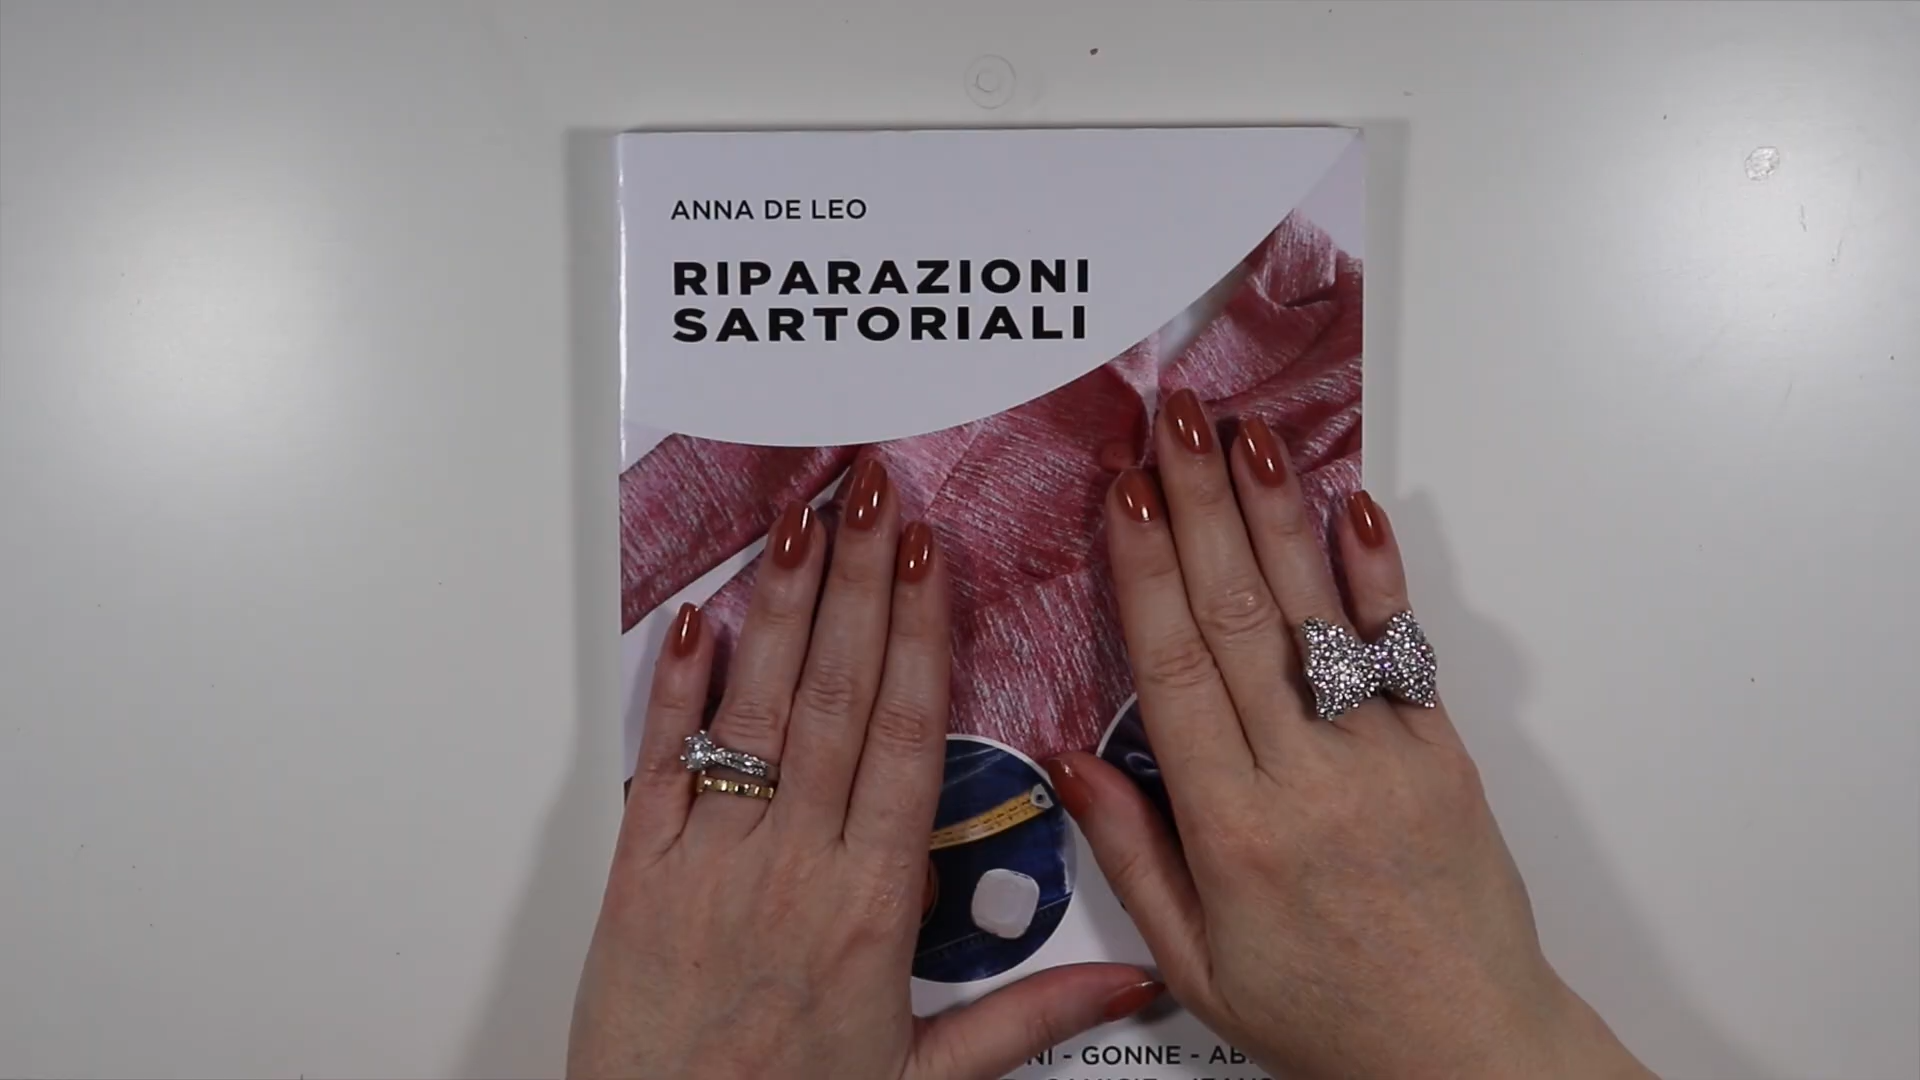 ANNA DE LEO
RIPARAZIONI
SARTORIALI
- GONNE -